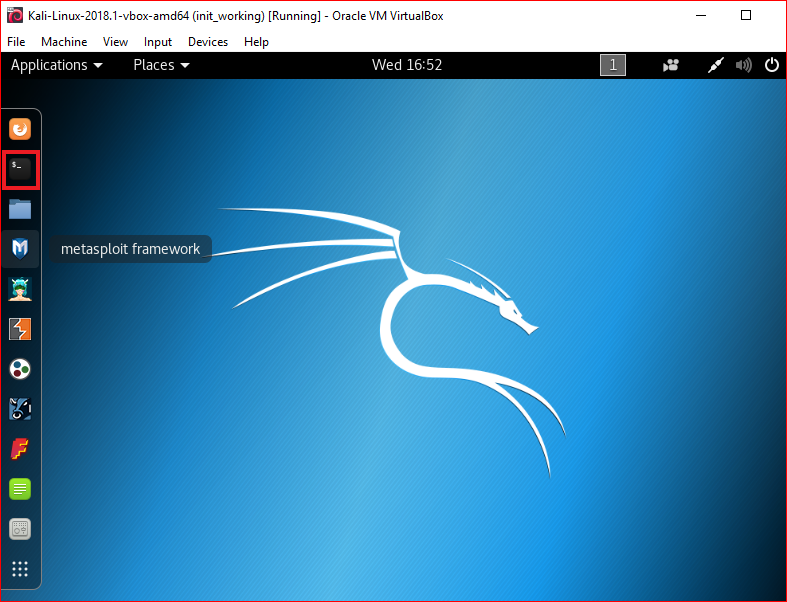 Kali-Linux-2018.1-vbox-amd64 (init_working) [Running] - Oracle VM VirtualBox
File Machine View Input Devices Help
Applications Places Wed 16:52 1
$_
metasploit framework